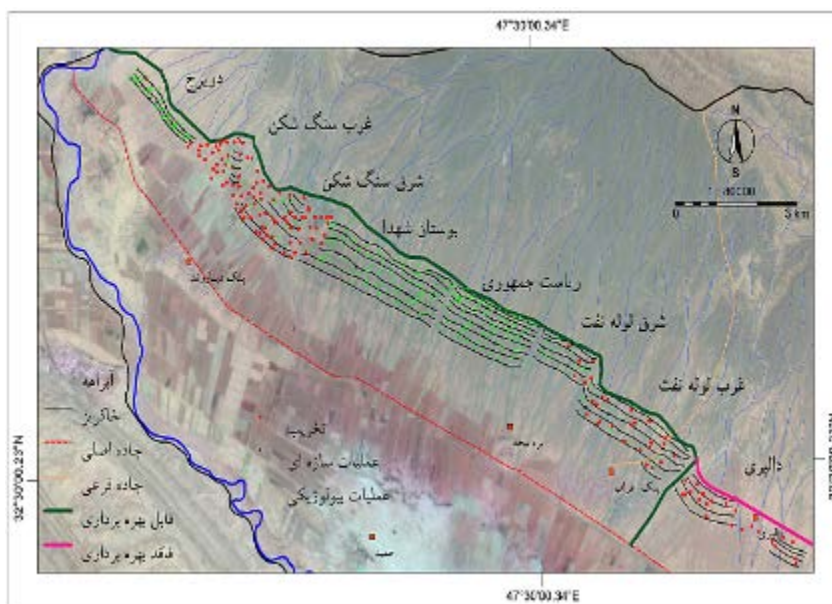 47°30'00.34"E
دویرج
غرب سنگ شکن
شرق سنگ شکن
بوستان شهدا
ریاست جمهوری
شرق لوله نفت
غرب لوله نفت
دالپری
N
S
0 5 km
آبراهه
خاکریز
جاده اصلی
جاده فرعی
قابل بهره برداری
فاقد بهره برداری
تخریب
عملیات سازه ای
عملیات بیولوژیکی
32°30'00.23"N
47°30'00.34"E